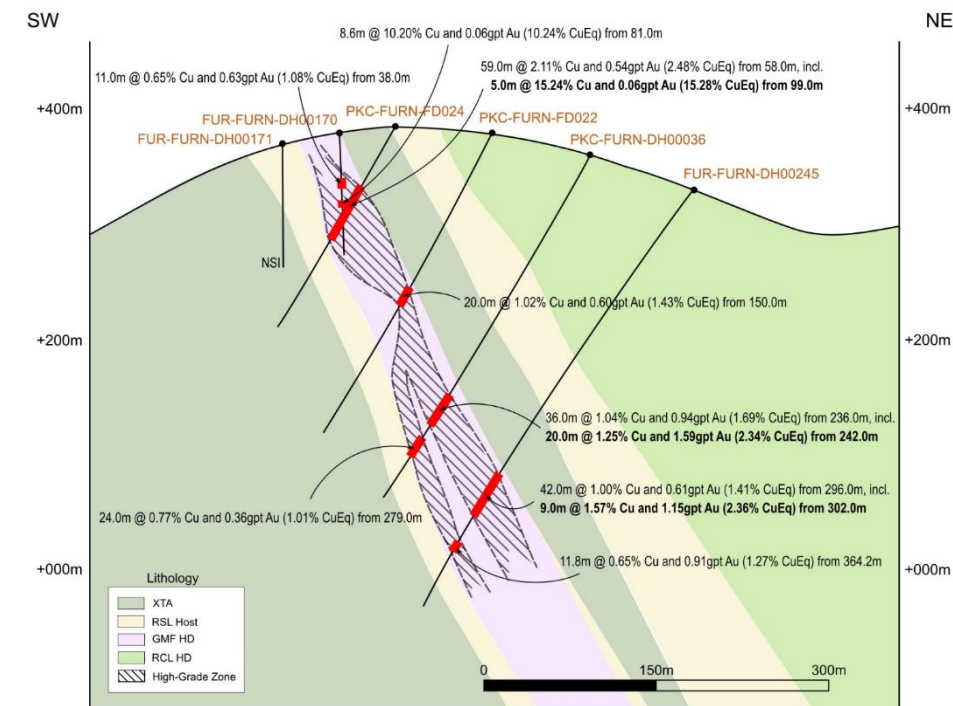 SW
NE
8.6m @ 10.20% Cu and 0.06gpt Au (10.24% CuEq) from 81.0m
11.0m @ 0.65% Cu and 0.63gpt Au (1.08% CuEq) from 38.0m
59.0m @ 2.11% Cu and 0.54gpt Au (2.48% CuEq) from 58.0m, incl.
5.0m @ 15.24% Cu and 0.06gpt Au (15.28% CuEq) from 99.0m
+400m
+400m
FUR-FURN-DH00170
PKC-FURN-FD024
PKC-FURN-FD022
FUR-FURN-DH00171
PKC-FURN-DH00036
FUR-FURN-DH00245
NSI
20.0m @ 1.02% Cu and 0.60gpt Au (1.43% CuEq) from 150.0m
+200m
+200m
36.0m @ 1.04% Cu and 0.94gpt Au (1.69% CuEq) from 236.0m, incl.
20.0m @ 1.25% Cu and 1.59gpt Au (2.34% CuEq) from 242.0m
42.0m @ 1.00% Cu and 0.61gpt Au (1.41% CuEq) from 296.0m, incl.
9.0m @ 1.57% Cu and 1.15gpt Au (2.36% CuEq) from 302.0m
24.0m @ 0.77% Cu and 0.36gpt Au (1.01% CuEq) from 279.0m
11.8m @ 0.65% Cu and 0.91gpt Au (1.27% CuEq) from 364.2m
+000m
+000m
Lithology
XTA
RSL Host
GMF HD
RCL HD
High-Grade Zone
0
150m
300m